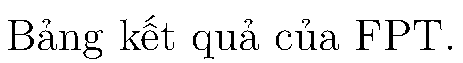 Bảng kết quả của FPT.